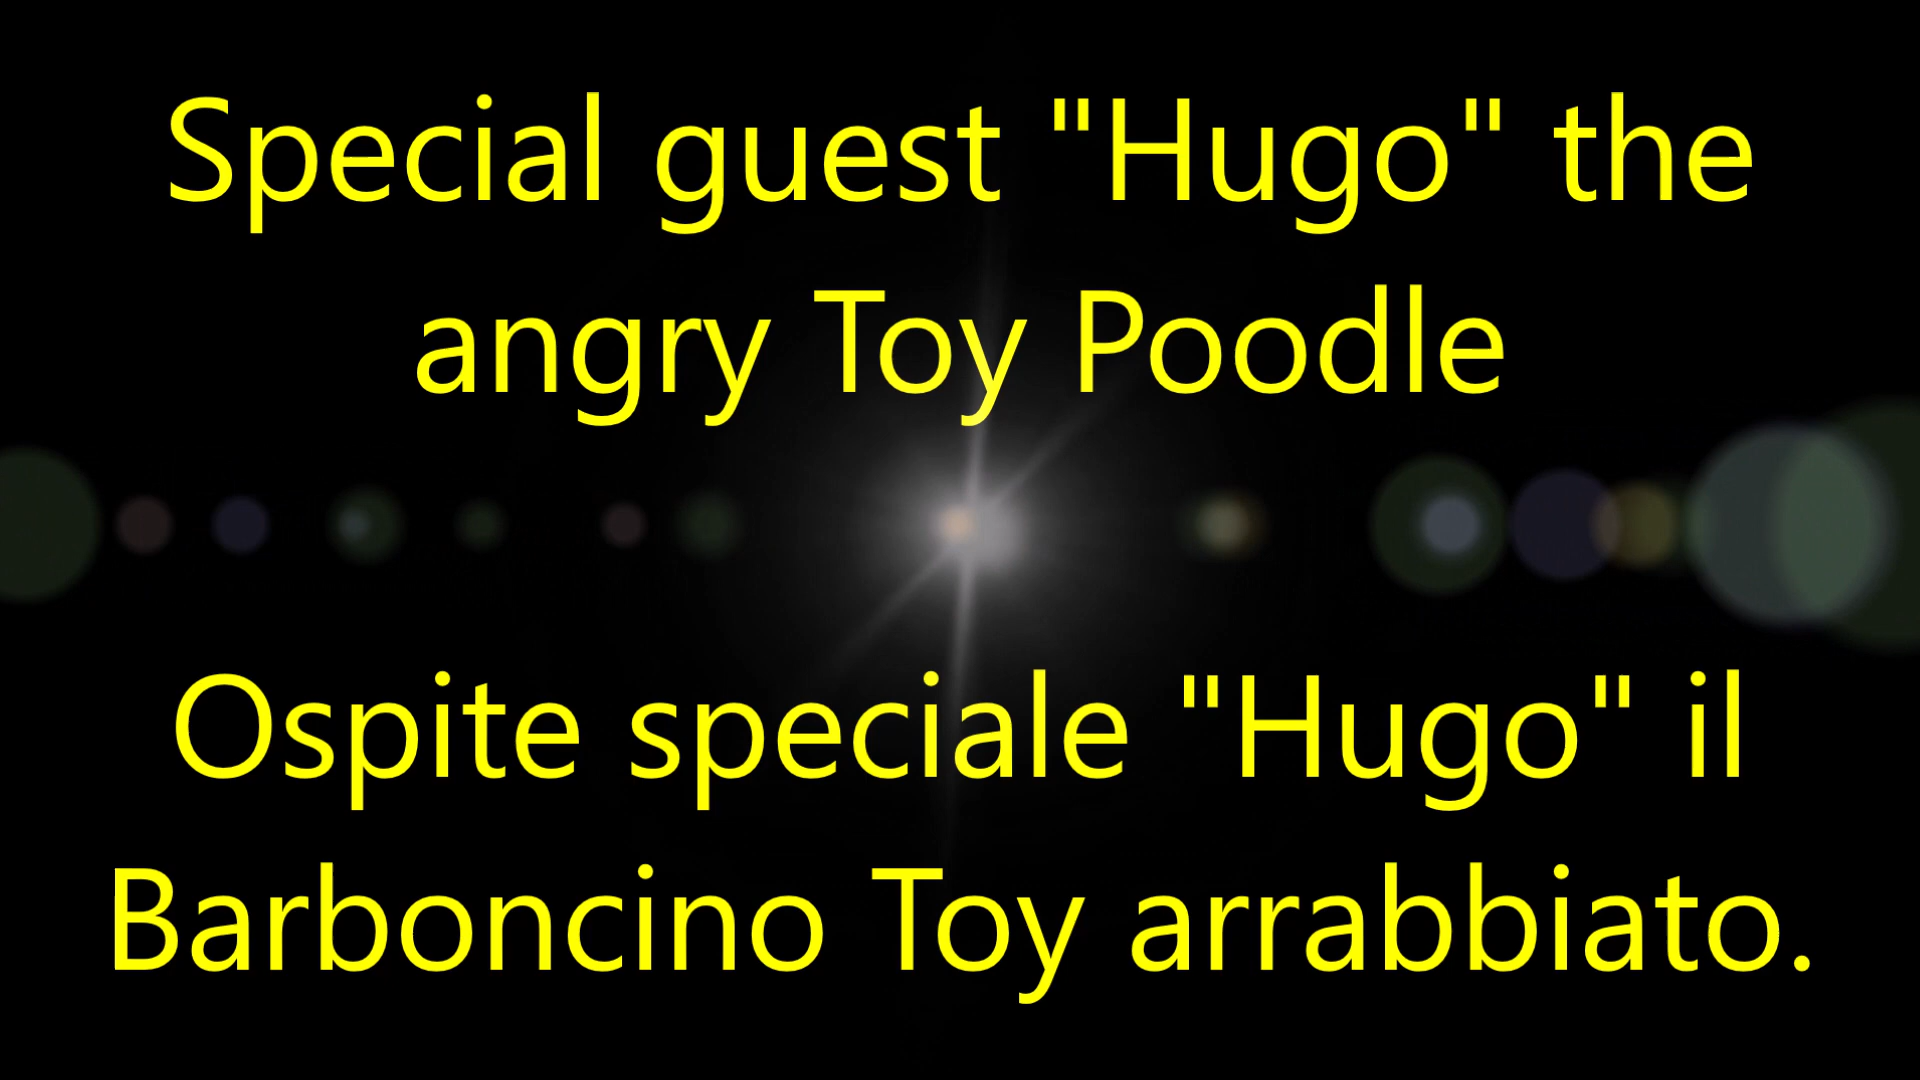 Special guest "Hugo" the
angry Toy Poodle
Ospite speciale "Hugo" il
Barboncino Toy arrabbiato.